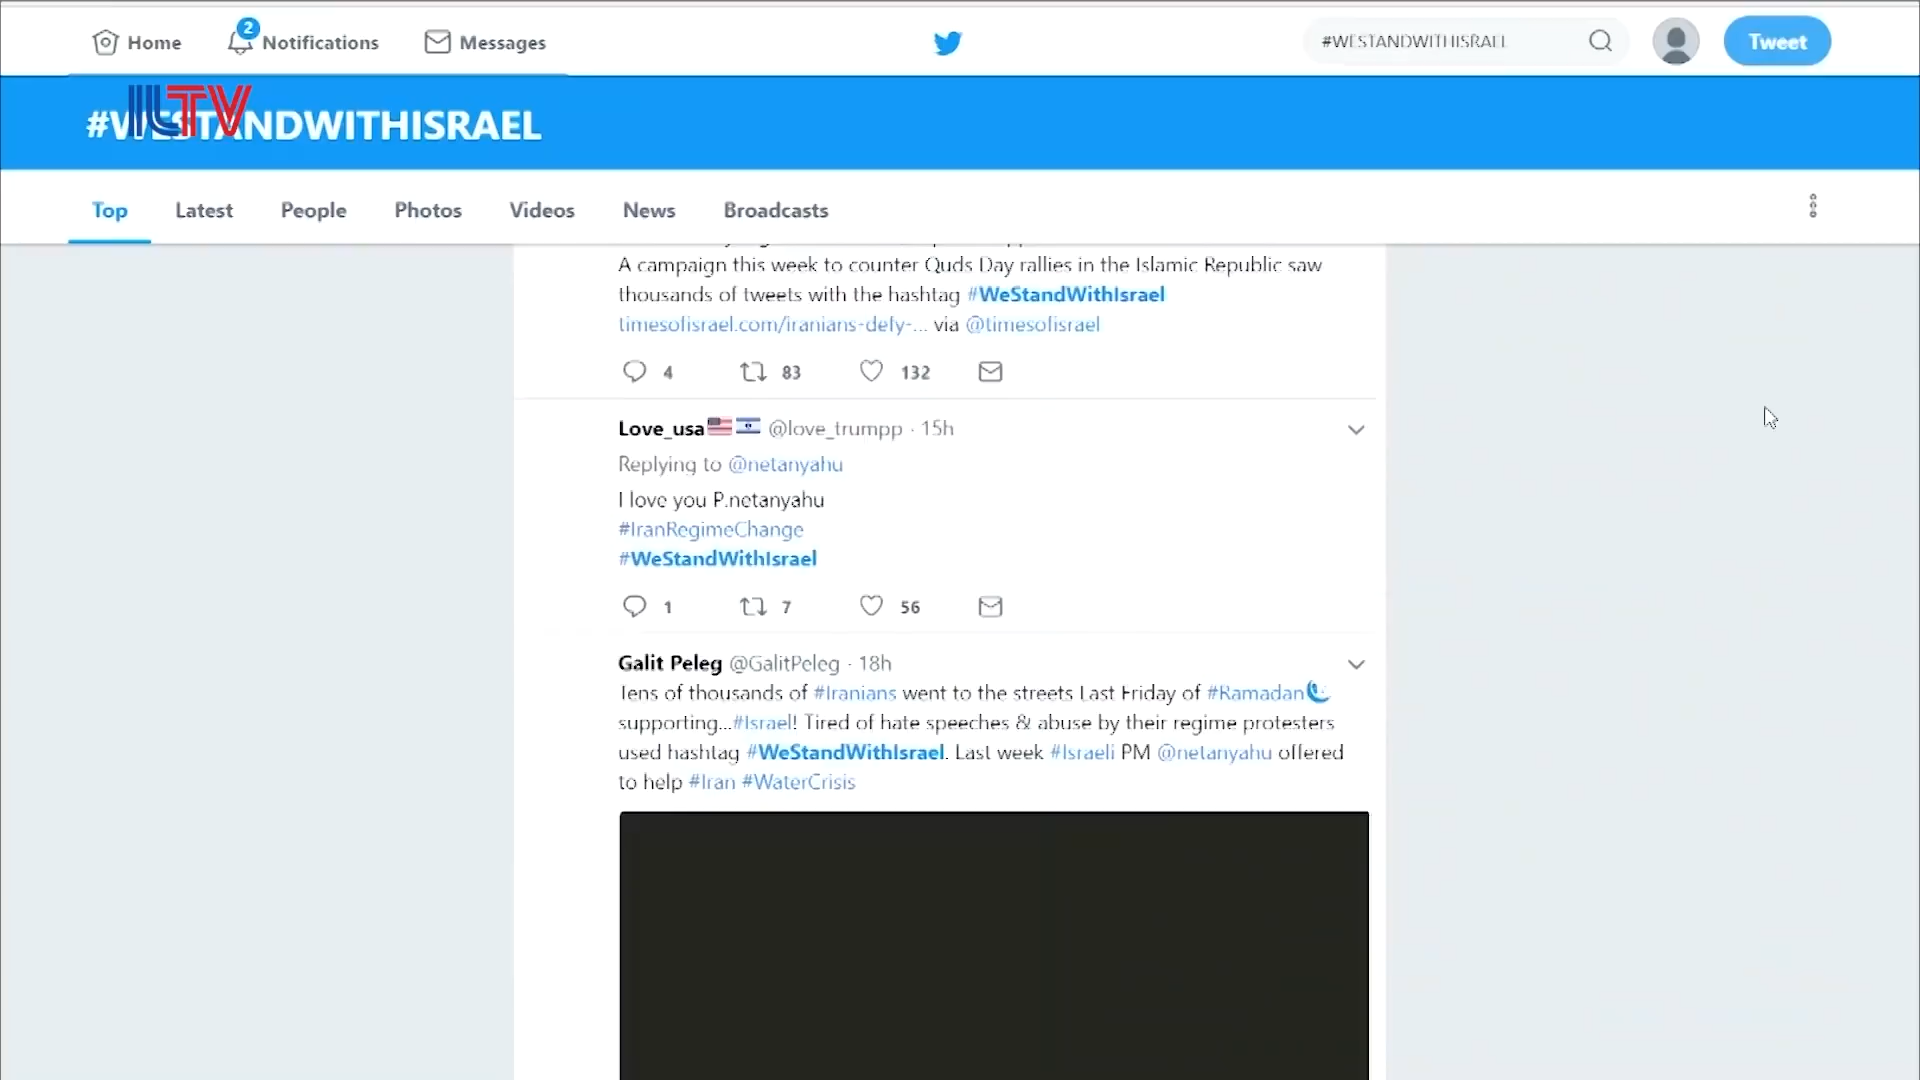 Home
2
Notifications
Messages
#WESTANDWITHISRAEL
Tweet
ILTV
#WESTANDWITHISRAEL
Top
Latest
People
Photos
Videos
News
Broadcasts
A campaign this week to counter Quds Day rallies in the Islamic Republic saw
thousands of tweets with the hashtag #WeStandWithIsrael
timesofisrael.com/iranians-defy-... via @timesofisrael
4 83 132
Love_usa @love_trumpp · 15h
Replying to @netanyahu
I love you P.netanyahu
#IranRegimeChange
#WeStandWithIsrael
1 7 56
Galit Peleg @GalitPeleg · 18h
Tens of thousands of #Iranians went to the streets Last Friday of #Ramadan
supporting...#Israel! Tired of hate speeches & abuse by their regime protesters
used hashtag #WeStandWithIsrael. Last week #Israeli PM @netanyahu offered
to help #Iran #WaterCrisis